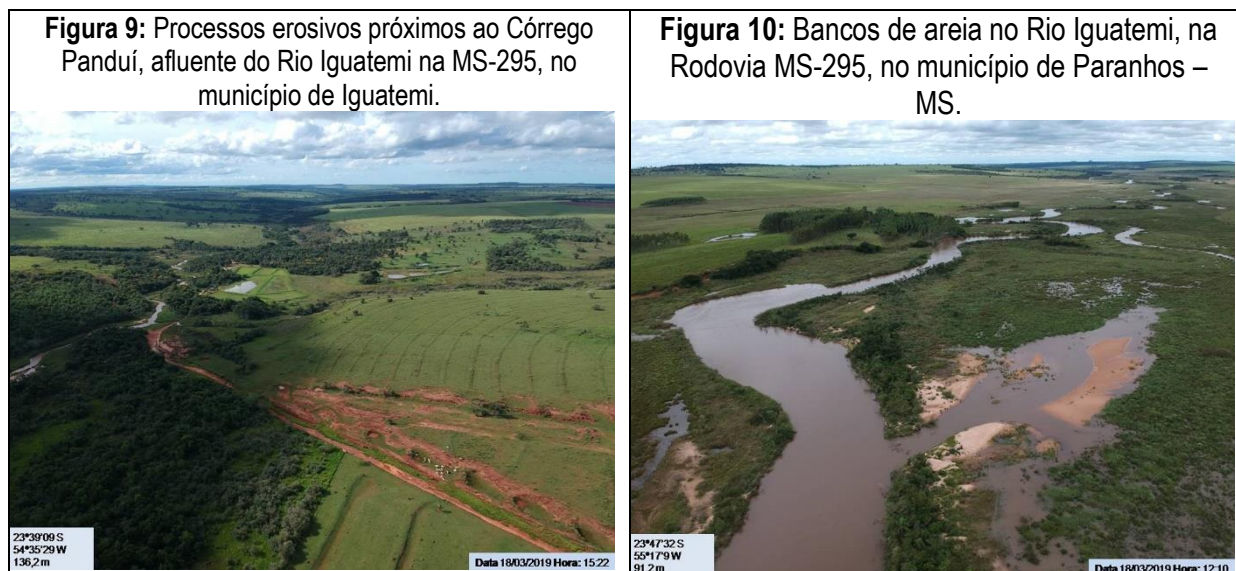 Figura 9: Processos erosivos próximos ao Córrego
Panduí, afluente do Rio Iguatemi na MS-295, no
município de Iguatemi.
23°39'09 S
54°35'29 W
136,2 m
Data 18/03/2019 Hora: 15:22
Figura 10: Bancos de areia no Rio Iguatemi, na
Rodovia MS-295, no município de Paranhos –
MS.
23°47'32 S
55°17'9 W
91,2 m
Data 18/03/2019 Hora: 12:10